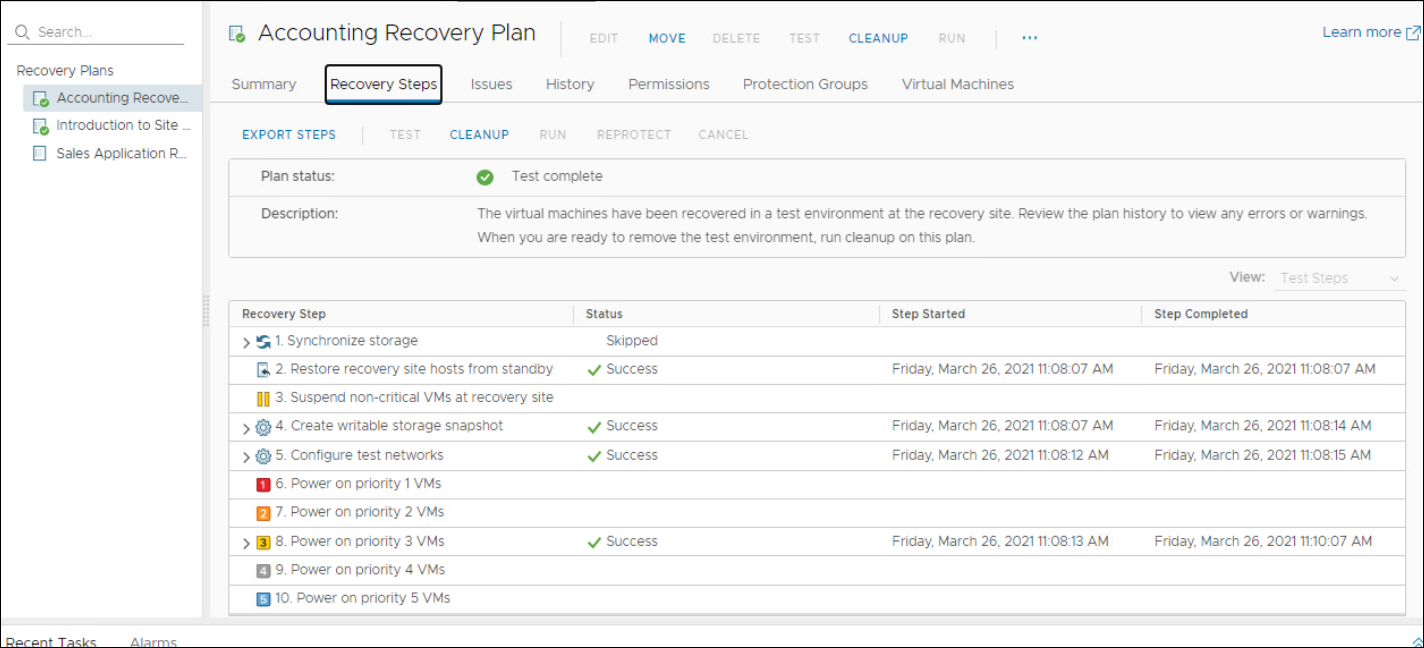 Search...
Recovery Plans
Accounting Recove...
Introduction to Site ...
Sales Application R...
Accounting Recovery Plan EDIT MOVE DELETE TEST CLEANUP RUN ... Learn more
Summary Recovery Steps Issues History Permissions Protection Groups Virtual Machines
EXPORT STEPS TEST CLEANUP RUN REPROTECT CANCEL
Plan status: Test complete
Description: The virtual machines have been recovered in a test environment at the recovery site. Review the plan history to view any errors or warnings.
When you are ready to remove the test environment, run cleanup on this plan.
View: Test Steps
Recovery Step Status Step Started Step Completed
1. Synchronize storage Skipped
2. Restore recovery site hosts from standby Success Friday, March 26, 2021 11:08:07 AM Friday, March 26, 2021 11:08:07 AM
3. Suspend non-critical VMs at recovery site
4. Create writable storage snapshot Success Friday, March 26, 2021 11:08:07 AM Friday, March 26, 2021 11:08:14 AM
5. Configure test networks Success Friday, March 26, 2021 11:08:12 AM Friday, March 26, 2021 11:08:15 AM
1 6. Power on priority 1 VMs
2 7. Power on priority 2 VMs
3 8. Power on priority 3 VMs Success Friday, March 26, 2021 11:08:13 AM Friday, March 26, 2021 11:10:07 AM
4 9. Power on priority 4 VMs
5 10. Power on priority 5 VMs
Recent Tasks Alarms